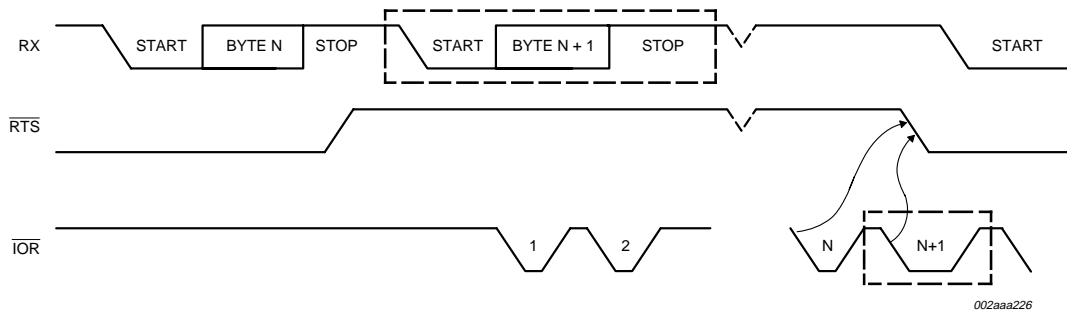 RX START BYTE N STOP START BYTE N + 1 STOP START
RTS
IOR 1 2 N N+1
002aaa226